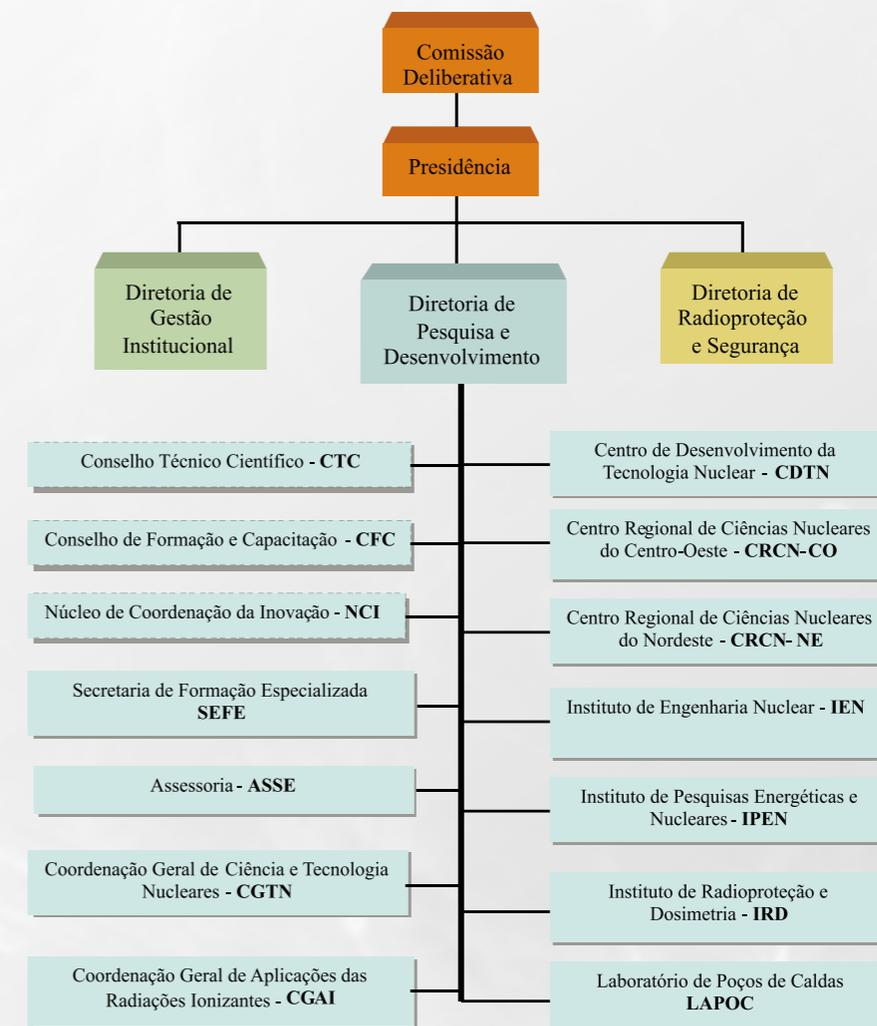 Comissão
Deliberativa
Presidência
Diretoria de
Gestão
Institucional
Diretoria de
Pesquisa e
Desenvolvimento
Diretoria de
Radioproteção
e Segurança
Conselho Técnico Científico - CTC
Conselho de Formação e Capacitação - CFC
Núcleo de Coordenação da Inovação - NCI
Secretaria de Formação Especializada
SEFE
Assessoria - ASSE
Coordenação Geral de Ciência e Tecnologia
Nucleares - CGTN
Coordenação Geral de Aplicações das
Radiações Ionizantes - CGAI
Centro de Desenvolvimento da
Tecnologia Nuclear - CDTN
Centro Regional de Ciências Nucleares
do Centro-Oeste - CRCN-CO
Centro Regional de Ciências Nucleares
do Nordeste - CRCN- NE
Instituto de Engenharia Nuclear - IEN
Instituto de Pesquisas Energéticas e
Nucleares - IPEN
Instituto de Radioproteção e
Dosimetria - IRD
Laboratório de Poços de Caldas
LAPOC